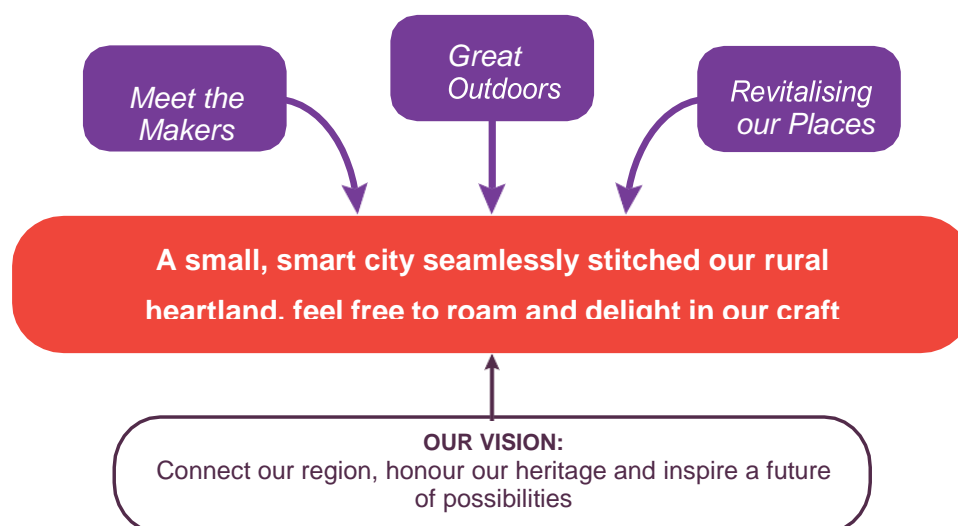 Meet the
Makers
Great
Outdoors
Revitalising
our Places
A small, smart city seamlessly stitched our rural
heartland, feel free to roam and delight in our craft
OUR VISION:
Connect our region, honour our heritage and inspire a future
of possibilities